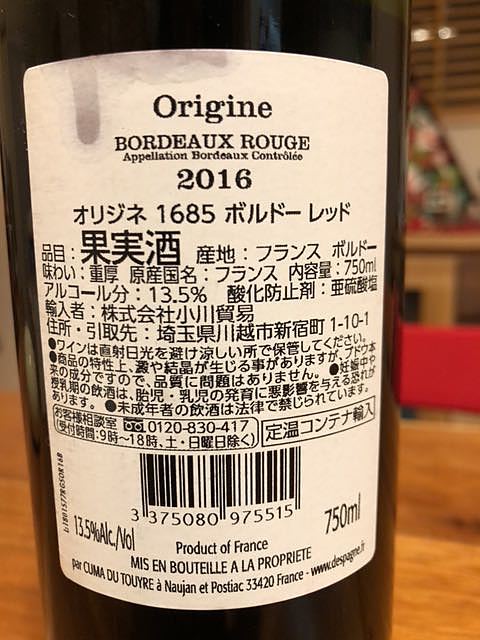 Origine
BORDEAUX ROUGE
Appellation Bordeaux Contrôlée
2016
オリジネ 1685 ボルドー レッド
品目：果実酒 産地：フランス ボルドー
味わい：重厚 原産国名：フランス 内容量：750ml
アルコール分：13.5% 酸化防止剤：亜硫酸塩
輸入者：株式会社小川貿易
住所・引取先：埼玉県川越市新宿町1-10-1
●ワインは直射日光を避け涼しい所で保管してください。
●商品の特性上、澱や結晶が生じる事がありますが、ブドウ本
来の成分ですので、品質に問題はありません。●妊娠中や
授乳期の飲酒は、胎児・乳児の発育に悪影響を与える恐れが
あります。●未成年者の飲酒は法律で禁じられています。
お客様相談室 0120-830-417
(受付時間：9時〜18時、土・日曜日除く)
定温コンテナ輸入
3 375080 975515
13.5%Alc./Vol
750ml
Product of France
MIS EN BOUTEILLE A LA PROPRIETE
par CUMA DU TOUYRE à Naujan et Postiac 33420 France - www.despagne.fr